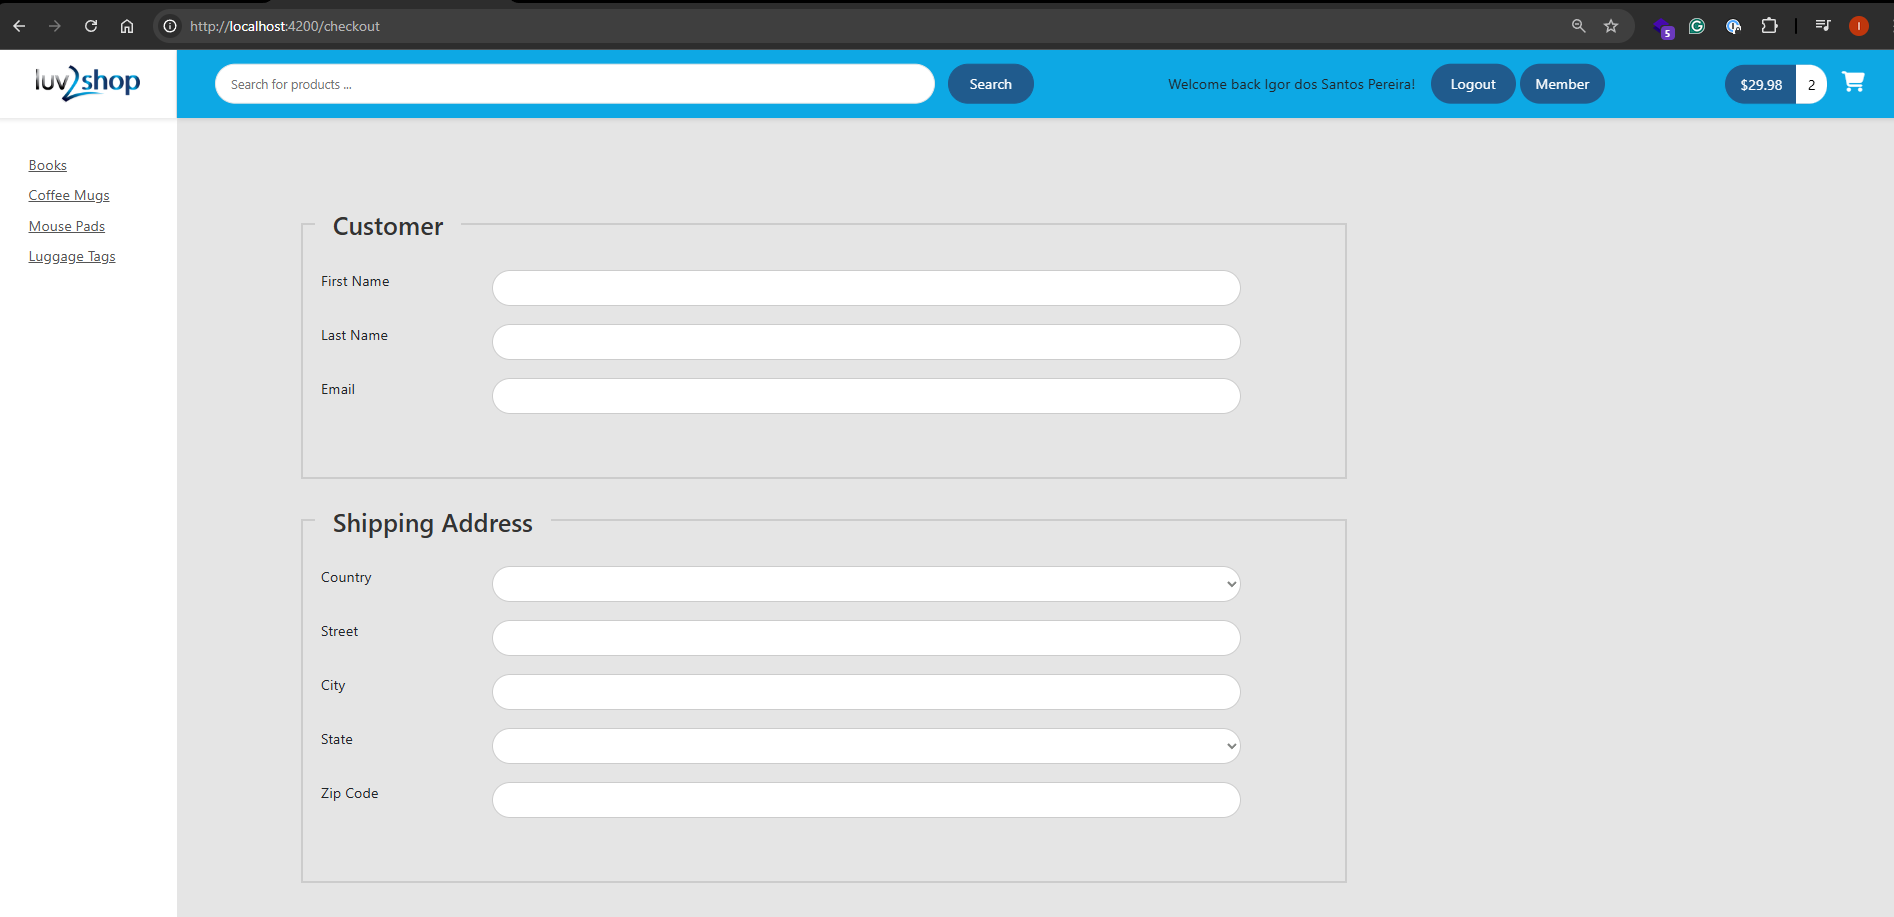 http://localhost:4200/checkout
5
I
luv2shop
Search for products ...
Search
Welcome back Igor dos Santos Pereira!
Logout
Member
$29.98
2
Books
Coffee Mugs
Mouse Pads
Luggage Tags
Customer
First Name
Last Name
Email
Shipping Address
Country
Street
City
State
Zip Code